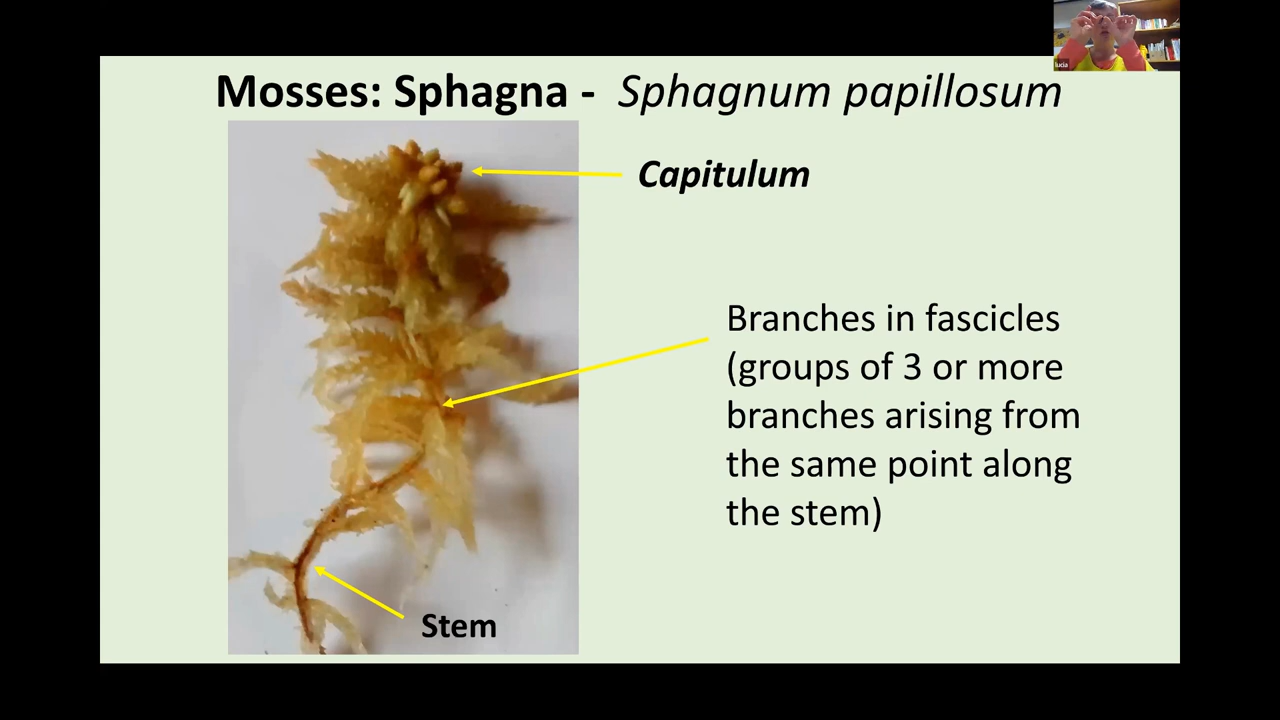 lucia
Mosses: Sphagna - Sphagnum papillosum
Capitulum
Branches in fascicles
(groups of 3 or more
branches arising from
the same point along
the stem)
Stem